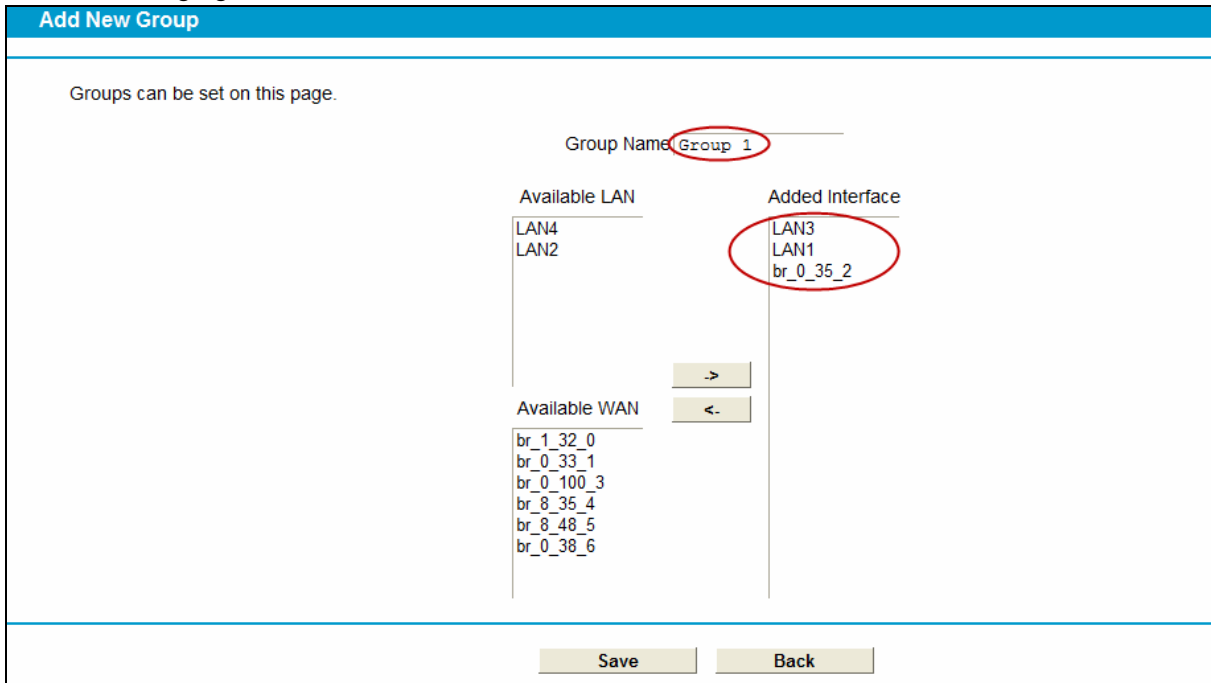 Add New Group
Groups can be set on this page.
Group Name Group 1
Available LAN
LAN4
LAN2
Added Interface
LAN3
LAN1
br_0_35_2
->
<-
Available WAN
br_1_32_0
br_0_33_1
br_0_100_3
br_8_35_4
br_8_48_5
br_0_38_6
Save
Back